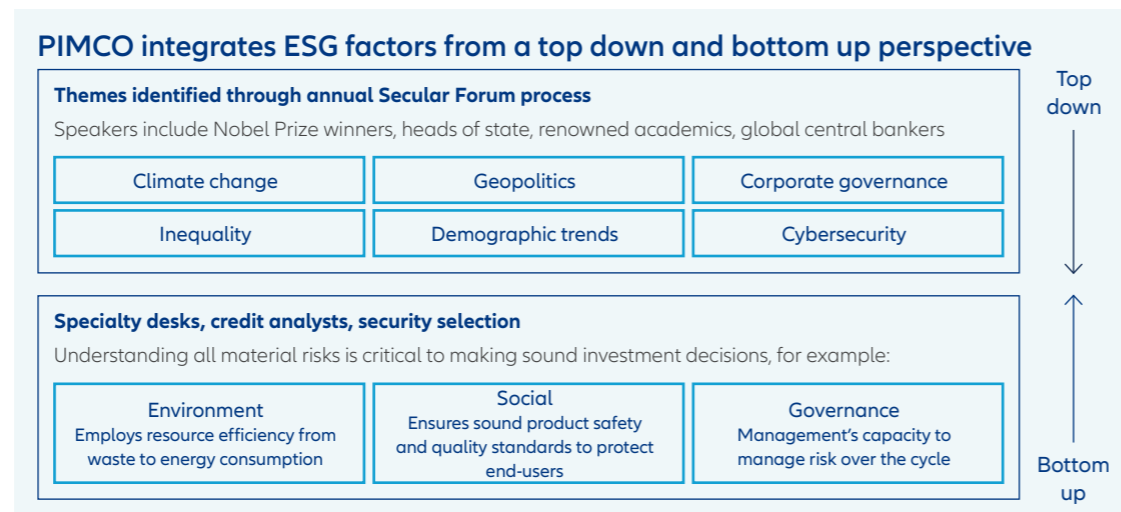 PIMCO integrates ESG factors from a top down and bottom up perspective
Themes identified through annual Secular Forum process
Speakers include Nobel Prize winners, heads of state, renowned academics, global central bankers
Climate change
Geopolitics
Corporate governance
Inequality
Demographic trends
Cybersecurity
Top
down
Specialty desks, credit analysts, security selection
Understanding all material risks is critical to making sound investment decisions, for example:
Environment
Employs resource efficiency from
waste to energy consumption
Social
Ensures sound product safety
and quality standards to protect
end-users
Governance
Management’s capacity to
manage risk over the cycle
Bottom
up